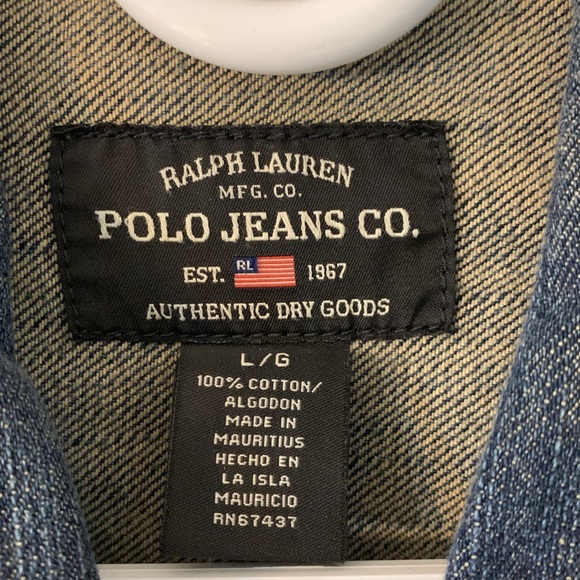 RALPH LAUREN
MFG. CO.
POLO JEANS CO.
EST. RL 1967
AUTHENTIC DRY GOODS
L/G
100% COTTON/
ALGODON
MADE IN
MAURITIUS
HECHO EN
LA ISLA
MAURICIO
RN67437